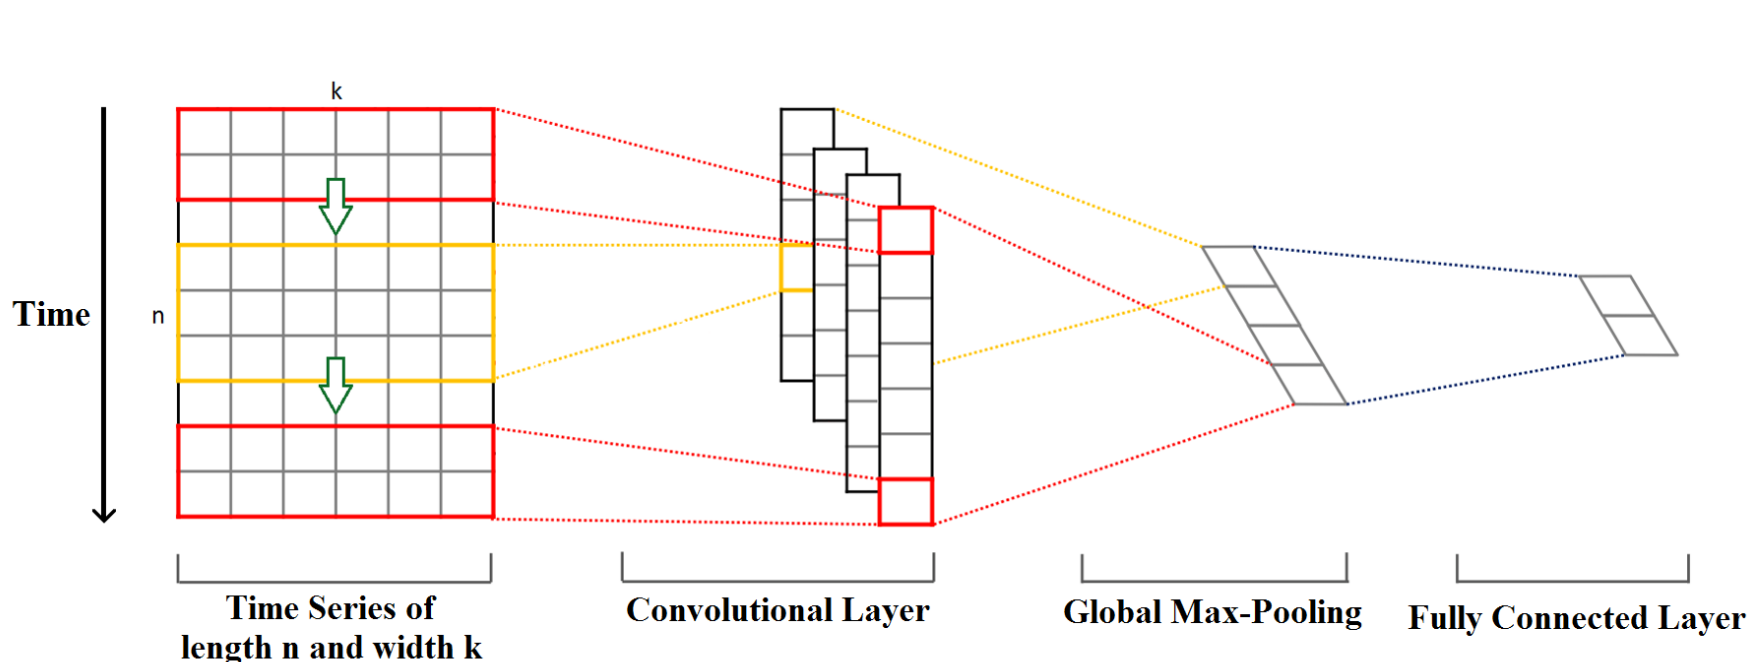 k
Time
n
Time Series of
length n and width k
Convolutional Layer
Global Max-Pooling
Fully Connected Layer